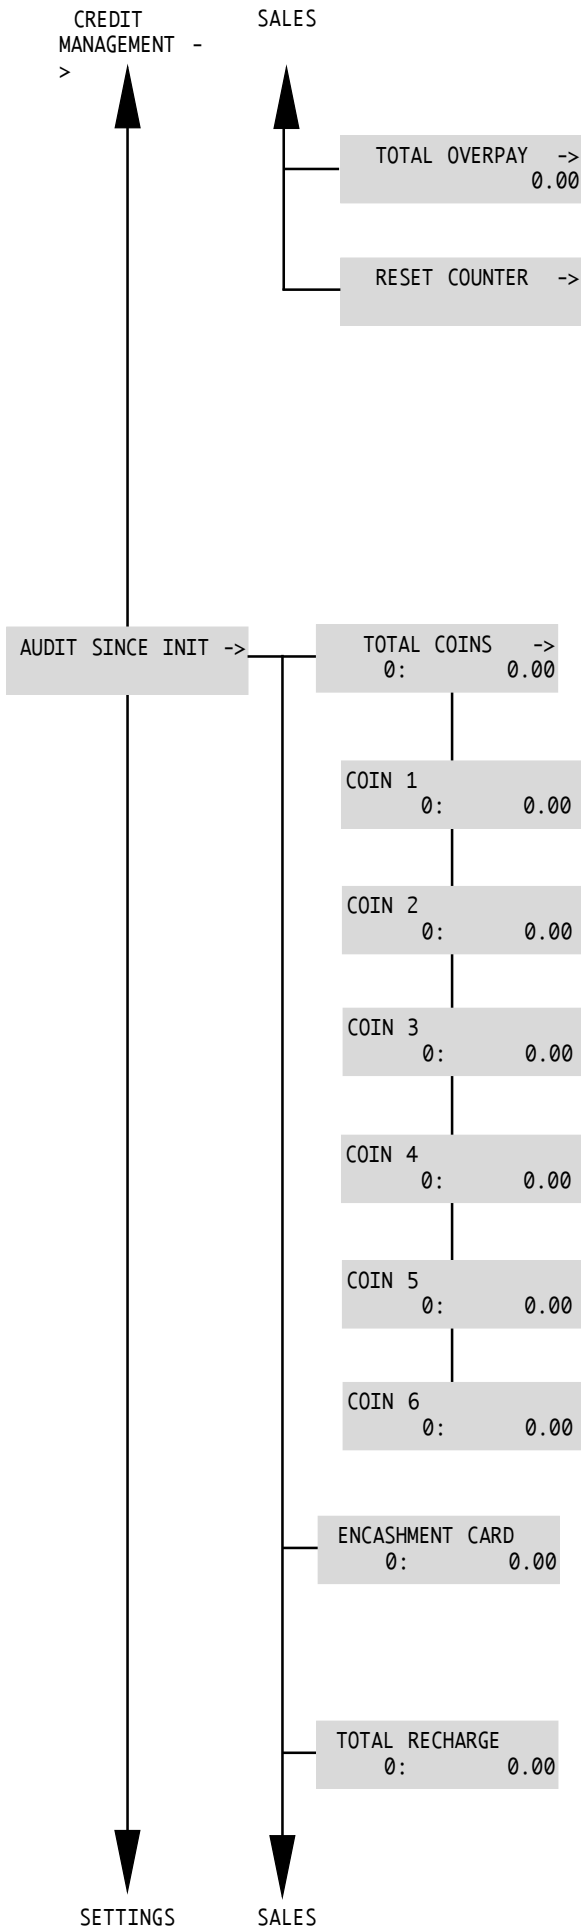 CREDIT
MANAGEMENT -
>
SALES
TOTAL OVERPAY ->
0.00
RESET COUNTER ->
AUDIT SINCE INIT ->
TOTAL COINS ->
0: 0.00
COIN 1
0: 0.00
COIN 2
0: 0.00
COIN 3
0: 0.00
COIN 4
0: 0.00
COIN 5
0: 0.00
COIN 6
0: 0.00
ENCASHMENT CARD
0: 0.00
TOTAL RECHARGE
0: 0.00
SETTINGS
SALES